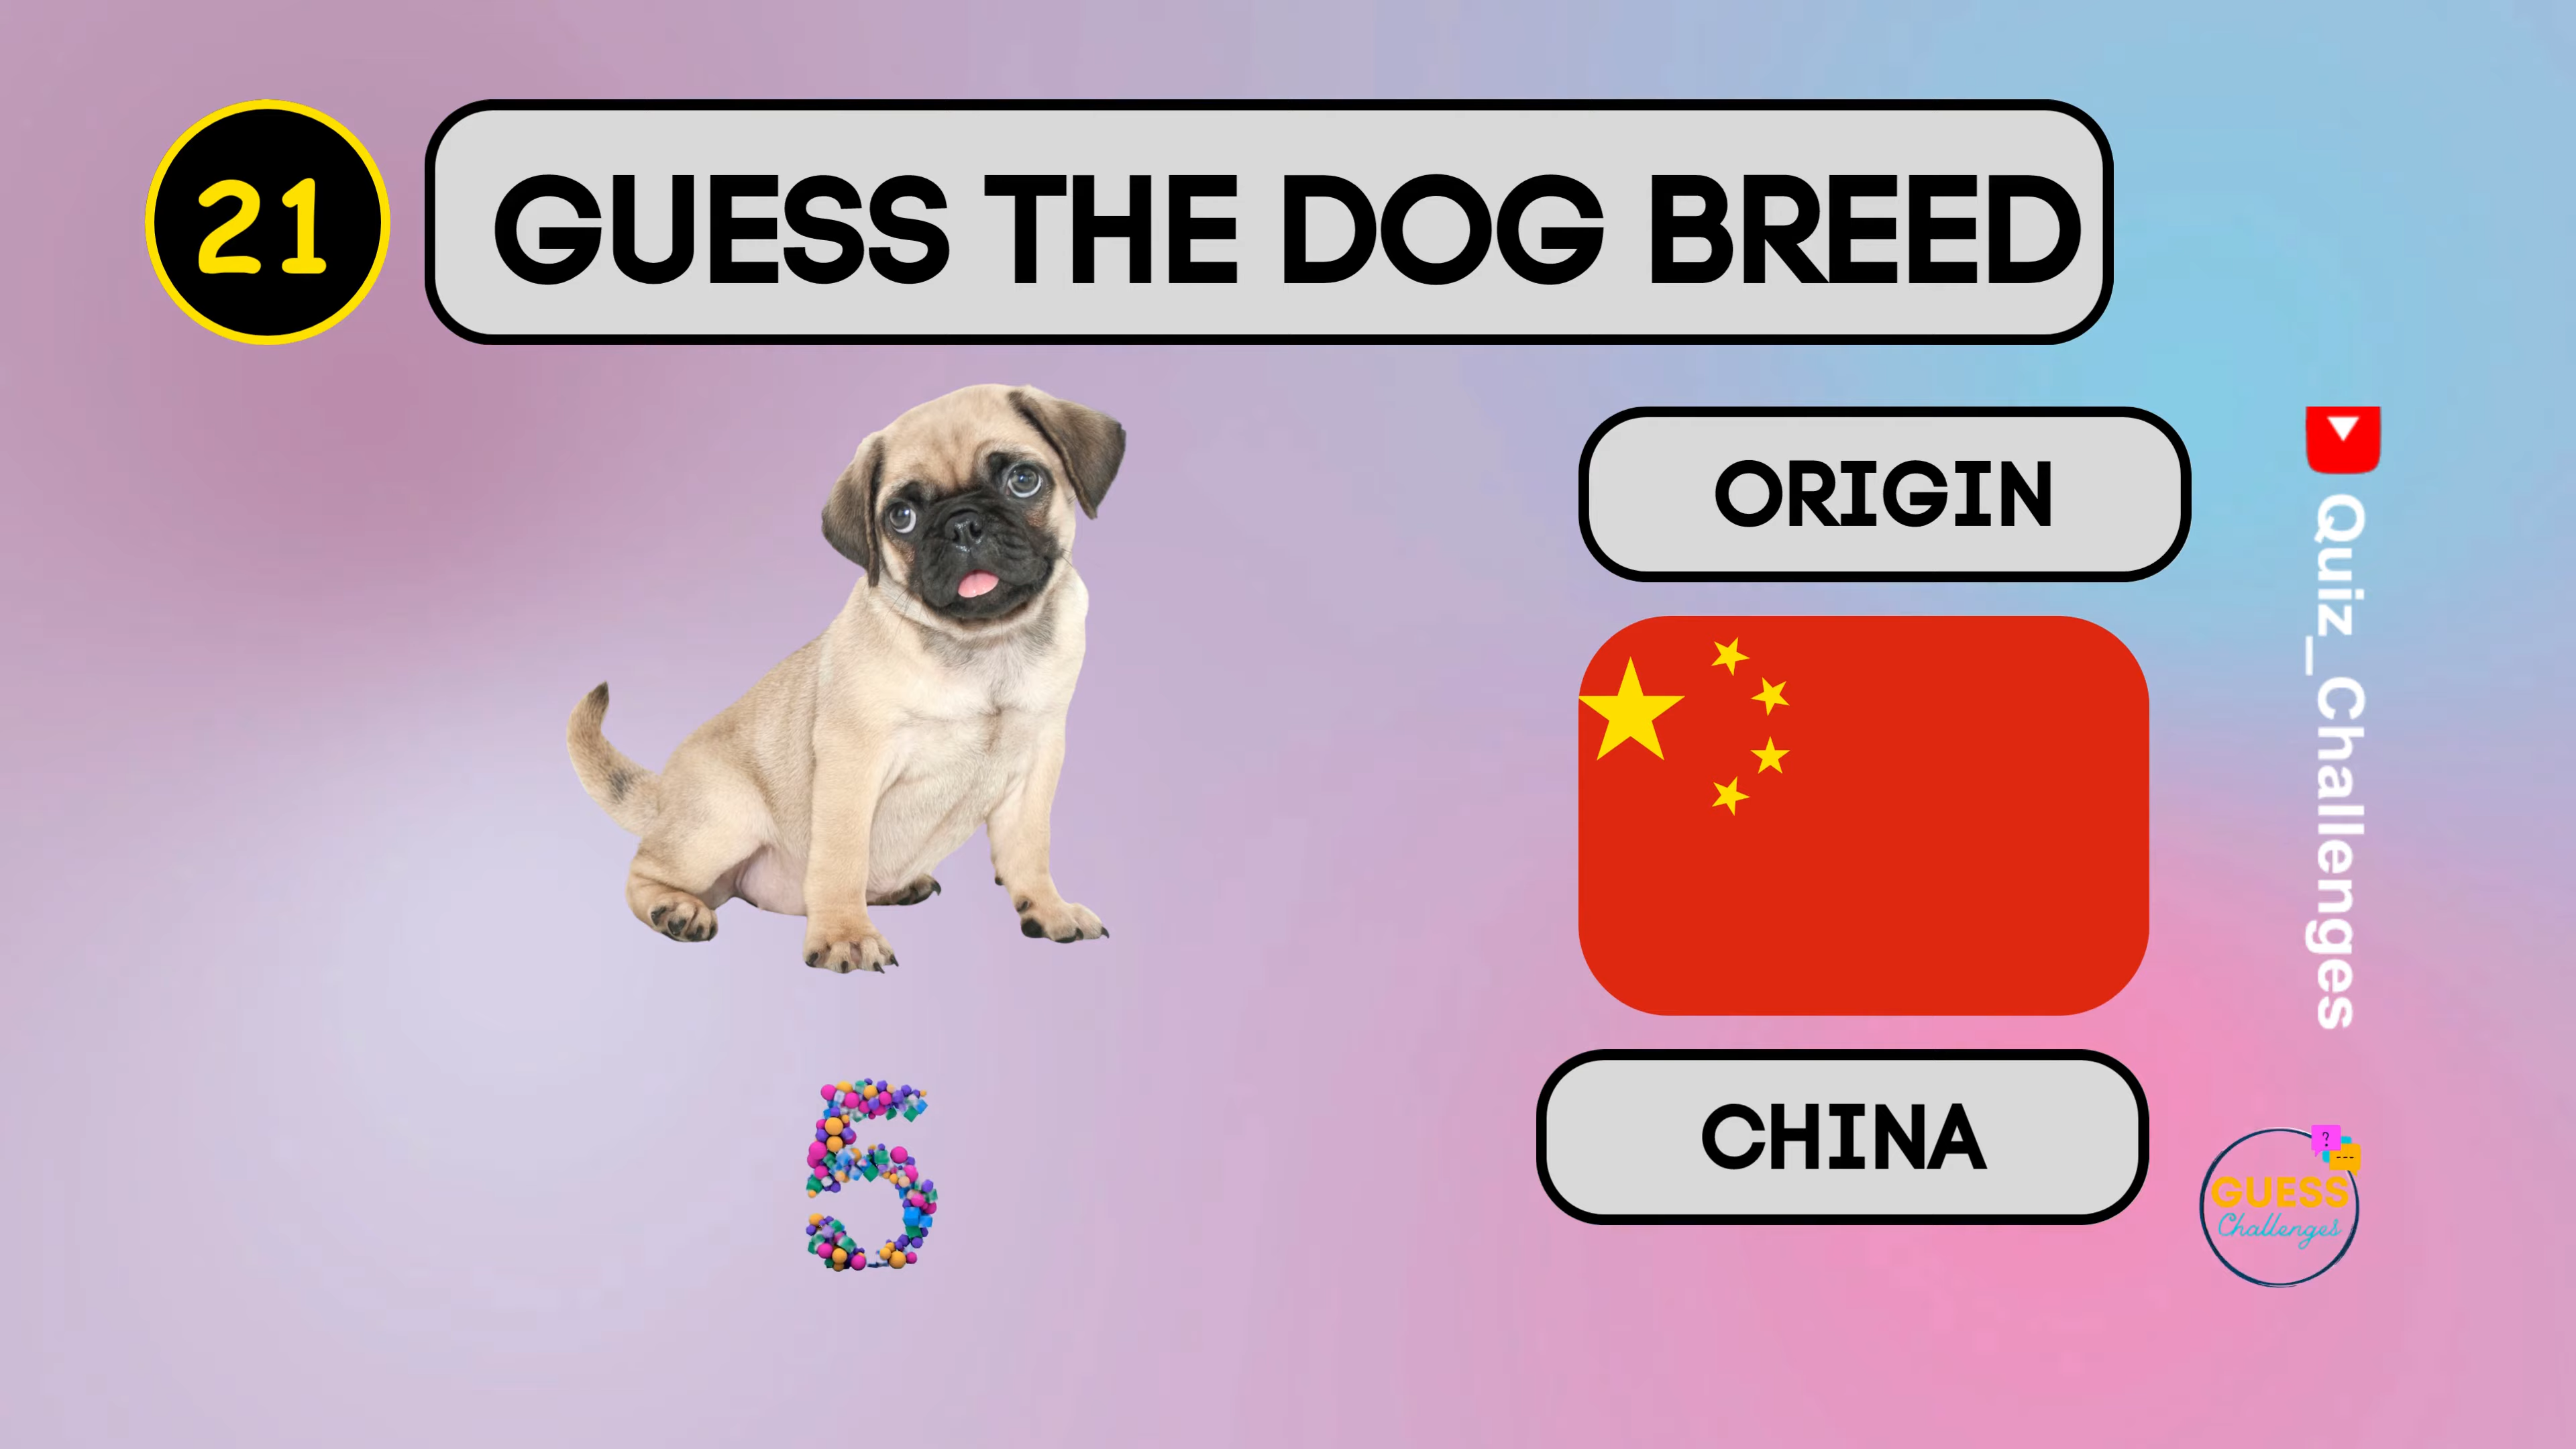 21
GUESS THE DOG BREED
ORIGIN
Quiz_Challenges
CHINA
?
---
GUESS
Challenges
5